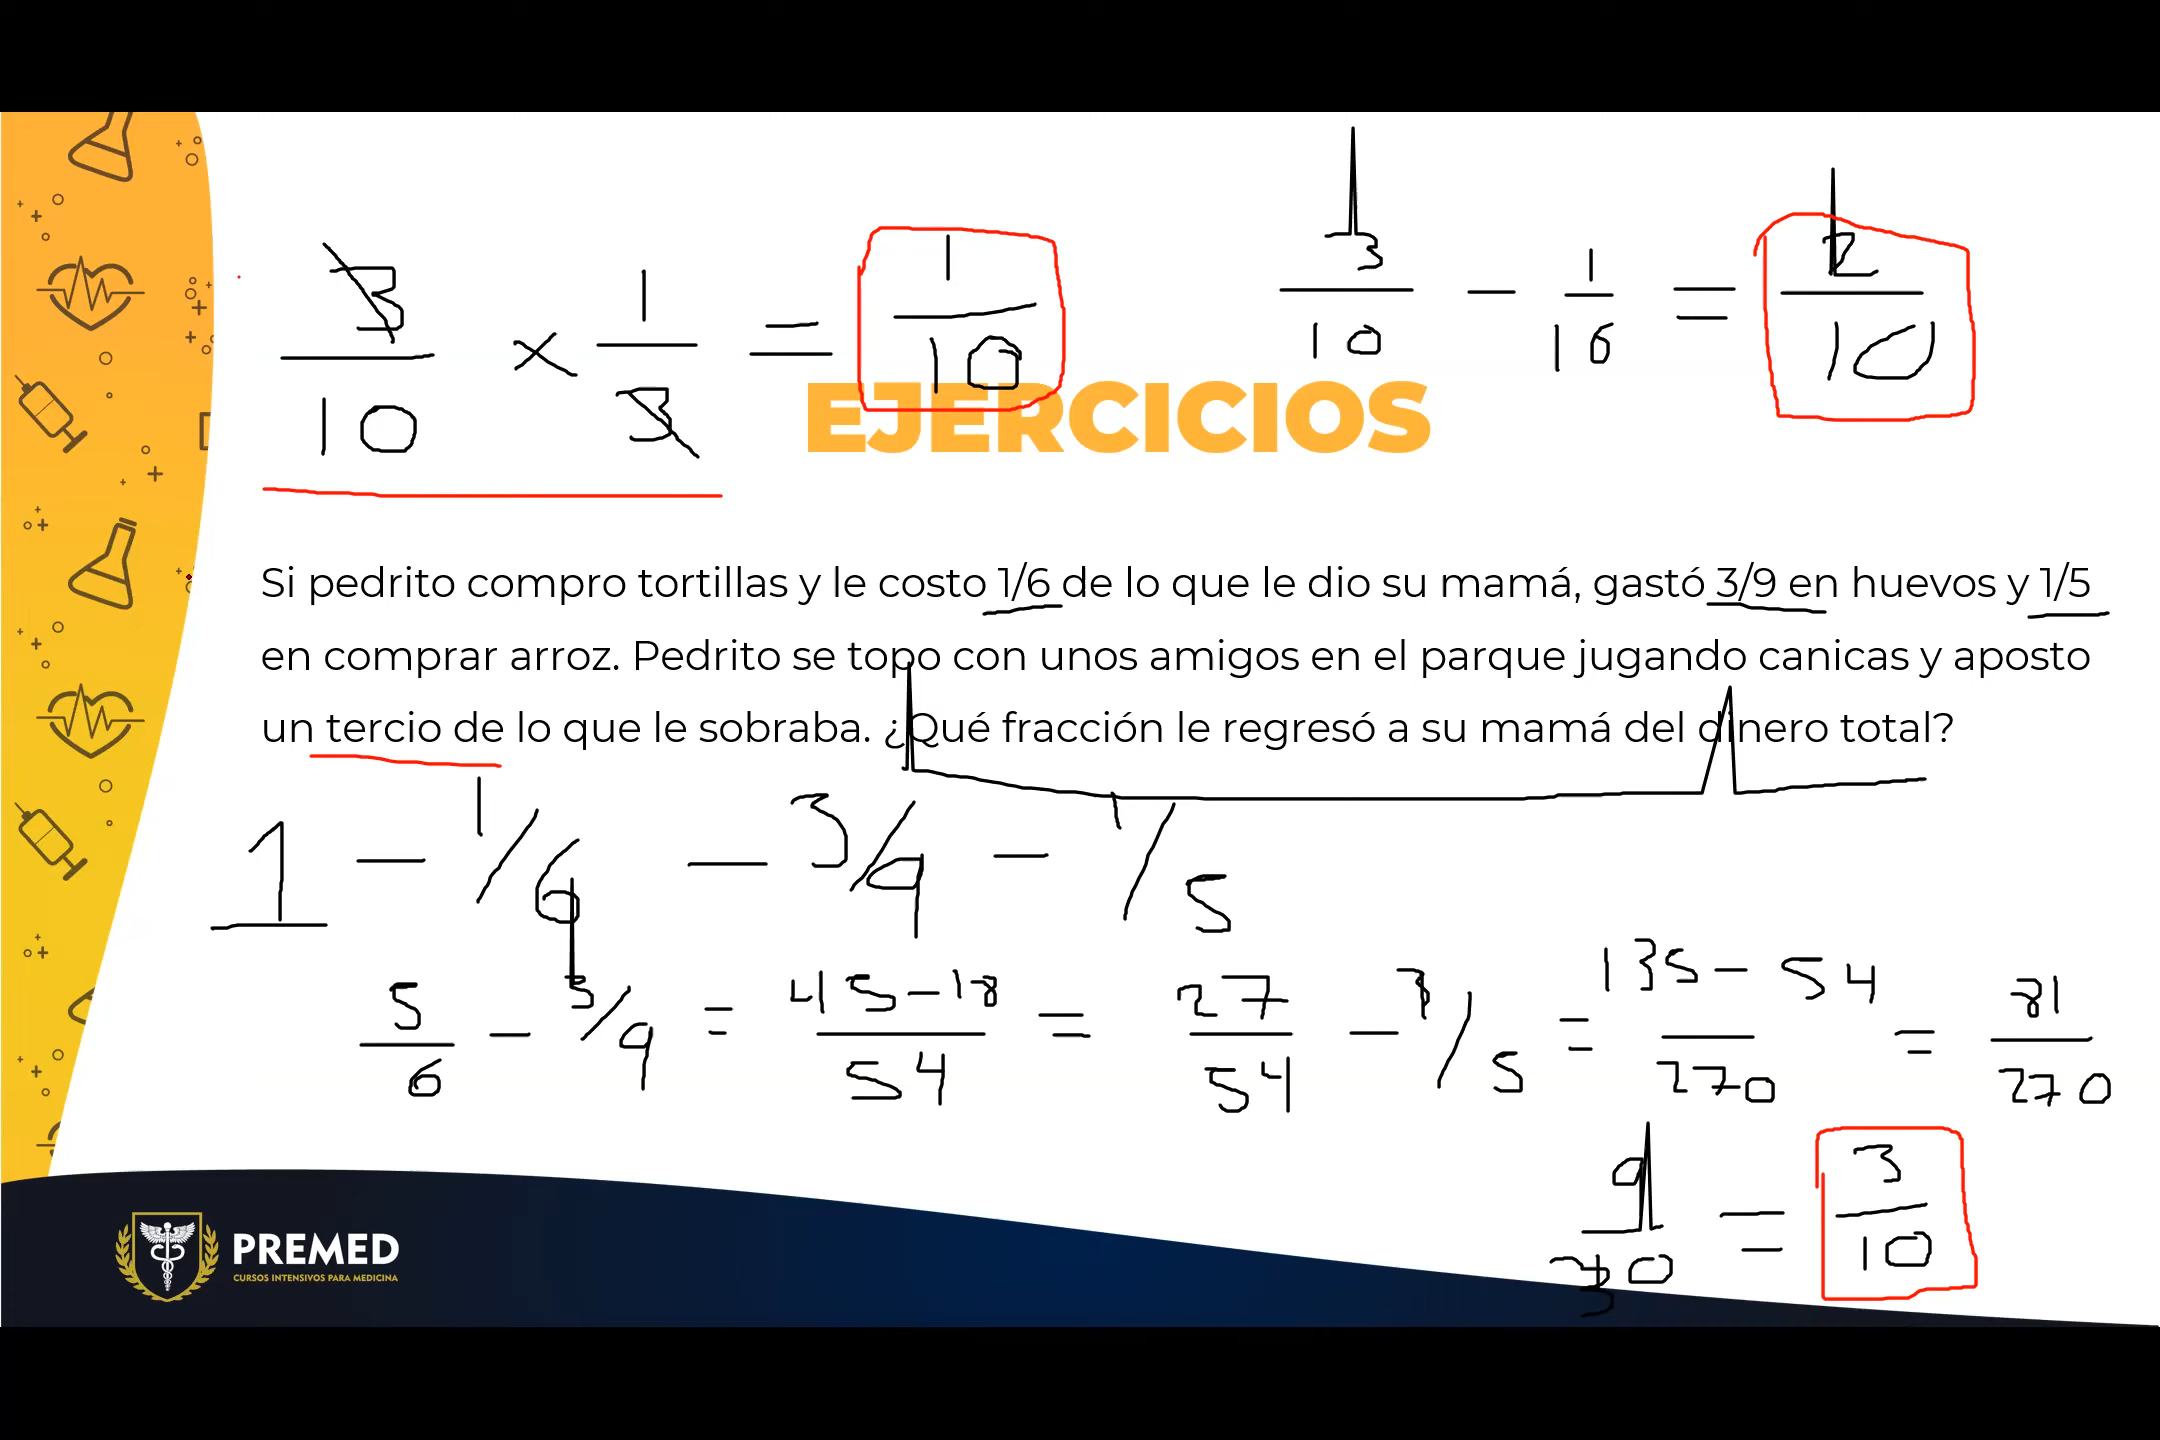 3/10 × 1/3 = 1/10
3/10 - 1/16 = 2/10
EJERCICIOS
Si pedrito compro tortillas y le costo 1/6 de lo que le dio su mamá, gastó 3/9 en huevos y 1/5
en comprar arroz. Pedrito se topo con unos amigos en el parque jugando canicas y aposto
un tercio de lo que le sobraba. ¿Qué fracción le regresó a su mamá del dinero total?
1 - 1/6 - 3/9 - 1/5
5/6 - 3/9 = 45-18/54 = 27/54 - 1/5 = 135-54/270 = 81/270
9/30 = 3/10
PREMED
CURSOS INTENSIVOS PARA MEDICINA